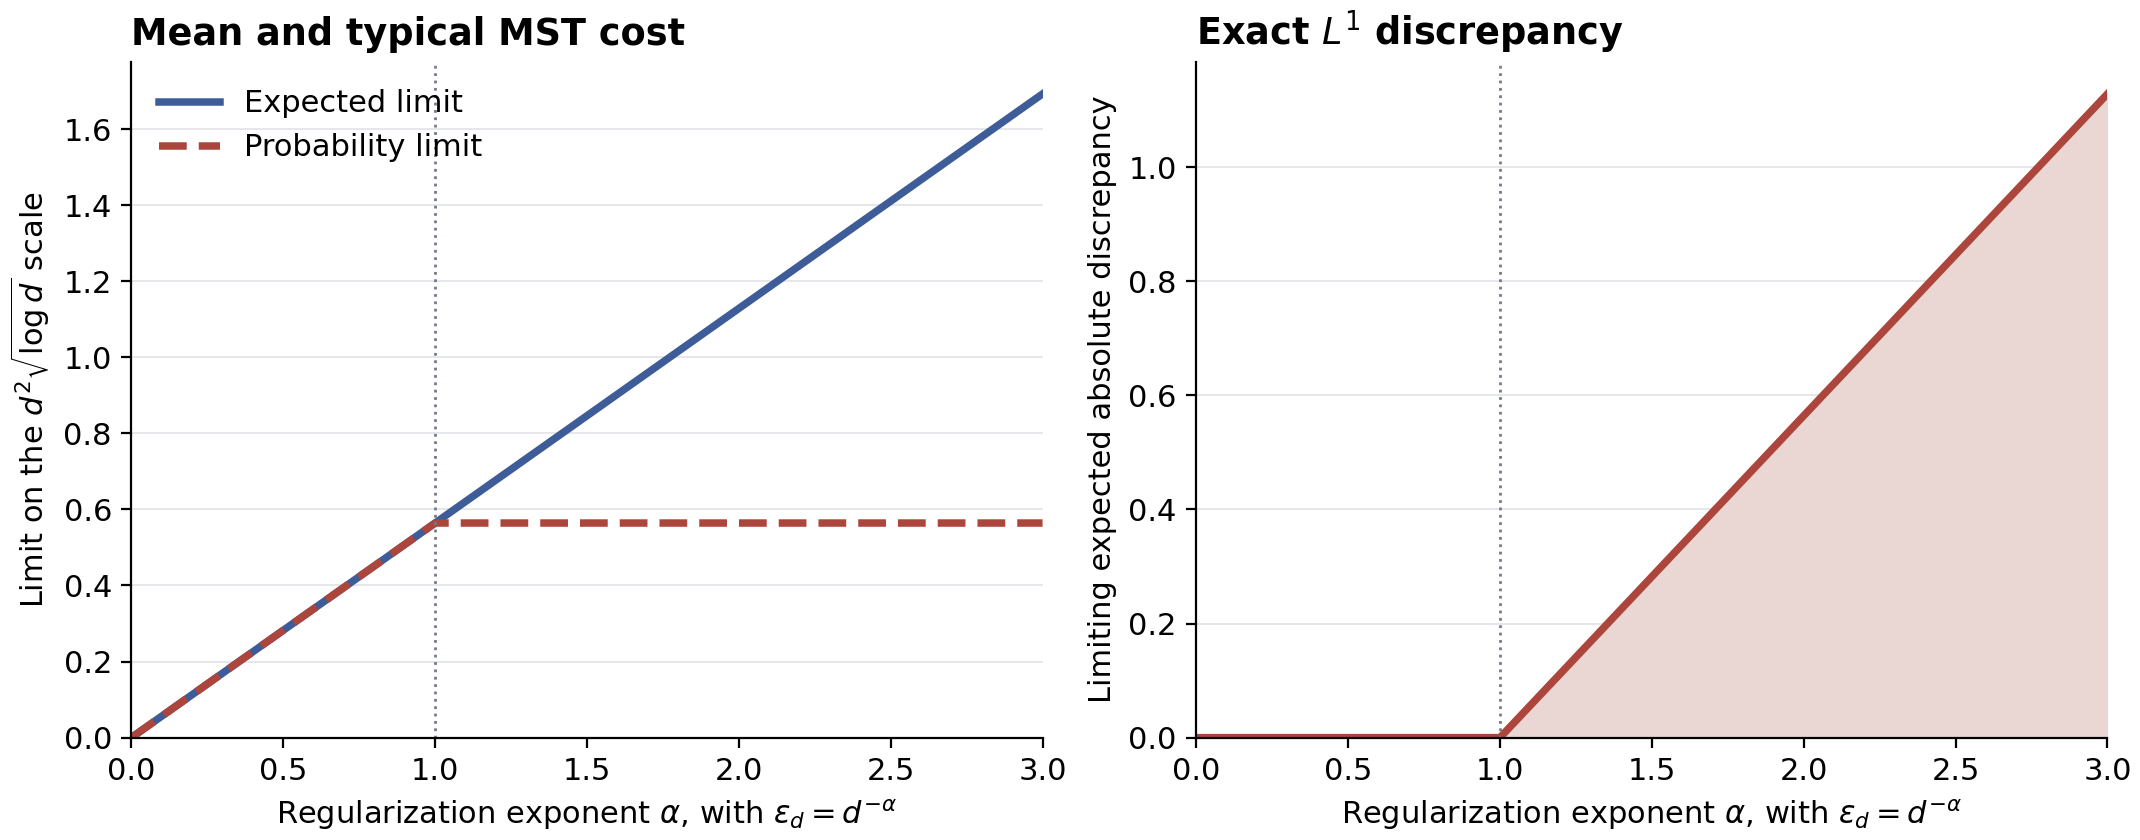 Mean and typical MST cost
Expected limit
Probability limit
Limit on the d²√log d scale
1.6
1.4
1.2
1.0
0.8
0.6
0.4
0.2
0.0
0.0 0.5 1.0 1.5 2.0 2.5 3.0
Regularization exponent α, with ε_d = d^{−α}
Exact L¹ discrepancy
Limiting expected absolute discrepancy
1.0
0.8
0.6
0.4
0.2
0.0
0.0 0.5 1.0 1.5 2.0 2.5 3.0
Regularization exponent α, with ε_d = d^{−α}